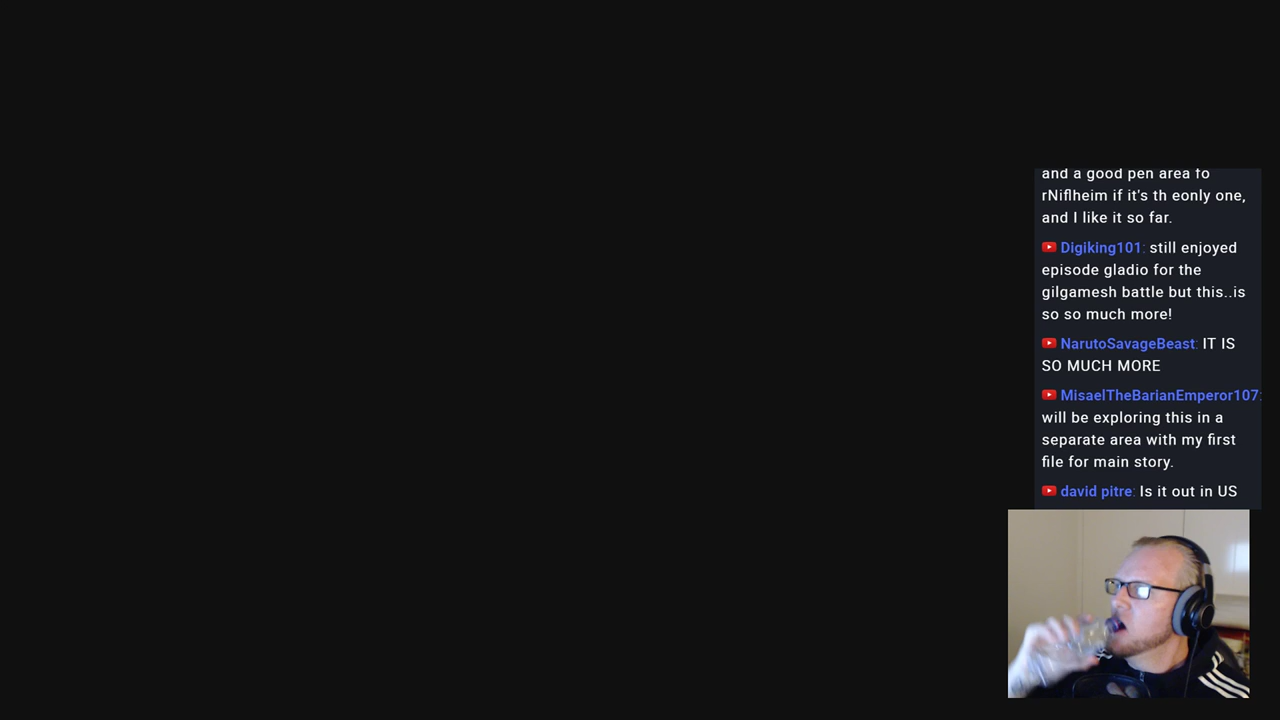 and a good pen area fo
rNiflheim if it's th eonly one,
and I like it so far.
Digiking101: still enjoyed
episode gladio for the
gilgamesh battle but this..is
so so much more!
NarutoSavageBeast: IT IS
SO MUCH MORE
MisaelTheBarianEmperor107:
will be exploring this in a
separate area with my first
file for main story.
david pitre: Is it out in US